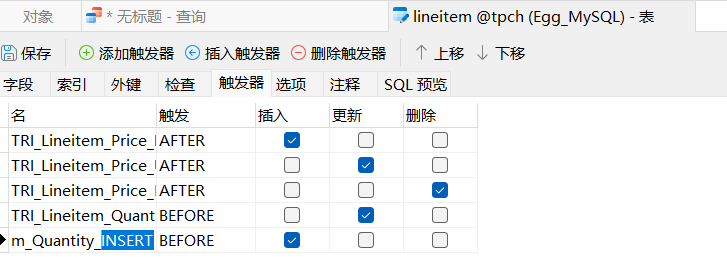 对象 * 无标题 - 查询 lineitem @tpch (Egg_MySQL) - 表
保存 添加触发器 插入触发器 删除触发器 上移 下移
字段 索引 外键 检查 触发器 选项 注释 SQL 预览
名 触发 插入 更新 删除
TRI_Lineitem_Price_ AFTER
TRI_Lineitem_Price_ AFTER
TRI_Lineitem_Price_ AFTER
TRI_Lineitem_Quant BEFORE
m_Quantity_INSERT BEFORE